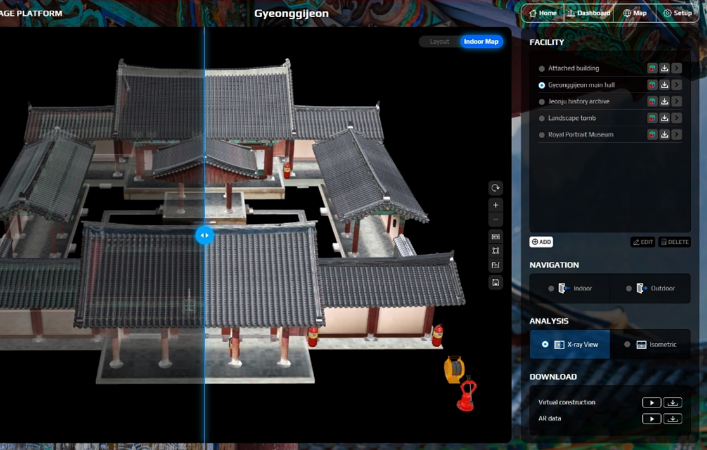 AGE PLATFORM
Gyeonggijeon
Home
Dashboard
Map
Setup
Layout
Indoor Map
FACILITY
Attached building
Gyeonggijeon main hall
Jeonju history archive
Landscape tomb
Royal Portrait Museum
ADD
EDIT
DELETE
NAVIGATION
Indoor
Outdoor
ANALYSIS
X-ray View
Isometric
DOWNLOAD
Virtual construction
AR data